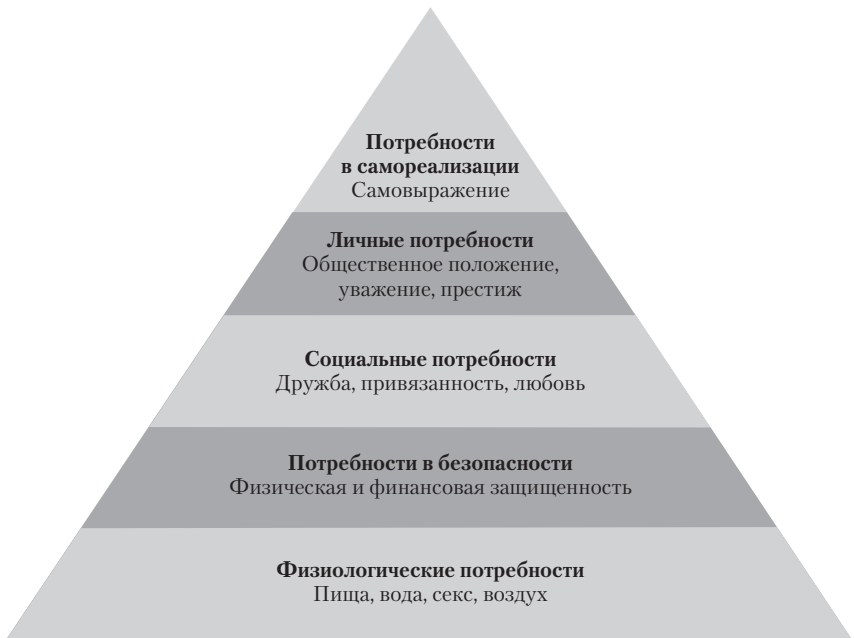 Потребности
в самореализации
Самовыражение
Личные потребности
Общественное положение,
уважение, престиж
Социальные потребности
Дружба, привязанность, любовь
Потребности в безопасности
Физическая и финансовая защищенность
Физиологические потребности
Пища, вода, секс, воздух